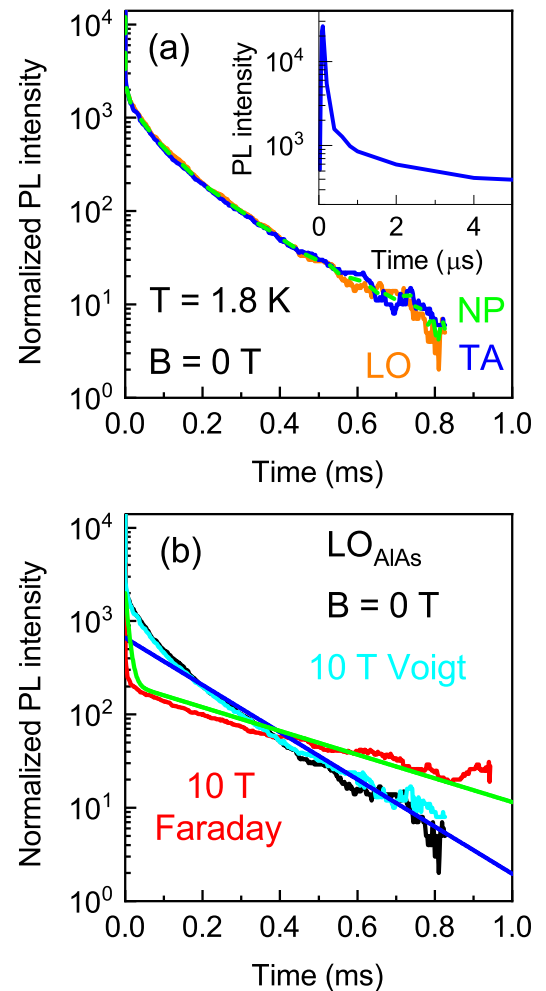 (a)
Normalized PL intensity
10⁴
10³
10²
10¹
10⁰
T = 1.8 K
B = 0 T
LO
NP
TA
0.0 0.2 0.4 0.6 0.8 1.0
Time (ms)
PL intensity
10⁴
10³
0 2 4
Time (μs)
(b)
Normalized PL intensity
10⁴
10³
10²
10¹
10⁰
LO_AlAs
B = 0 T
10 T Voigt
10 T
Faraday
0.0 0.2 0.4 0.6 0.8 1.0
Time (ms)